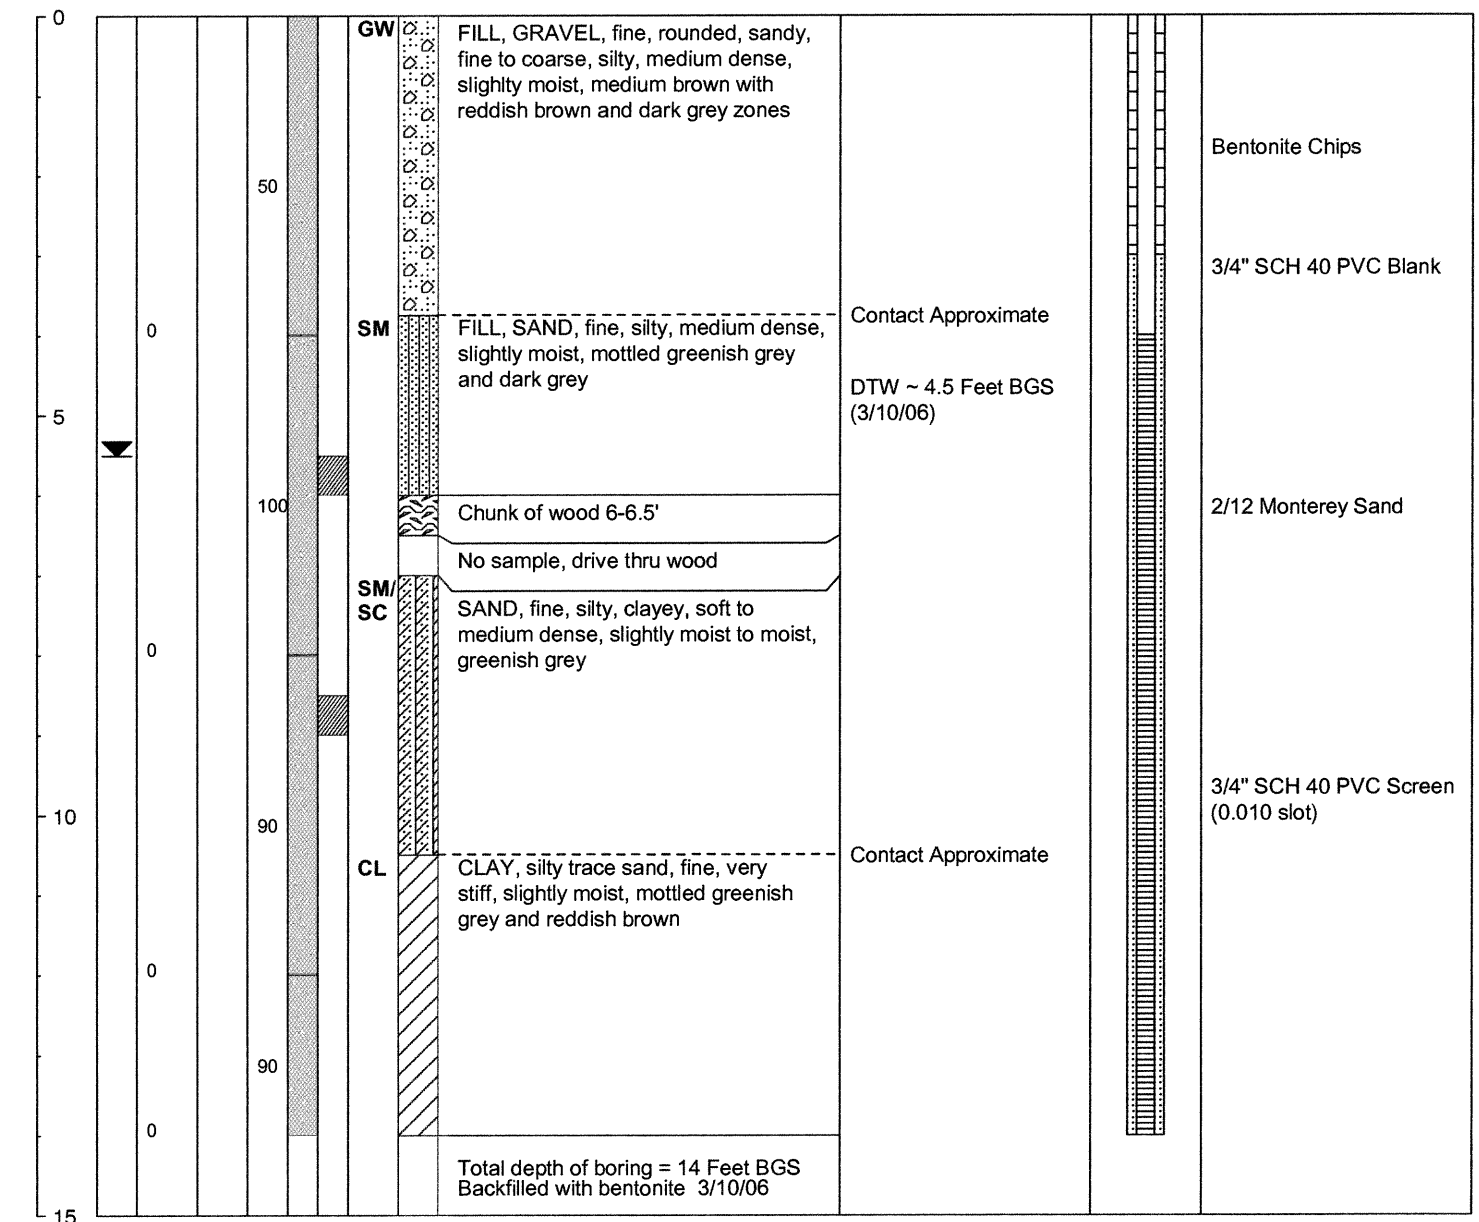 0
GW
FILL, GRAVEL, fine, rounded, sandy,
fine to coarse, silty, medium dense,
slighlty moist, medium brown with
reddish brown and dark grey zones
Bentonite Chips
50
3/4" SCH 40 PVC Blank
Contact Approximate
0
SM
FILL, SAND, fine, silty, medium dense,
slightly moist, mottled greenish grey
and dark grey
DTW ~ 4.5 Feet BGS
(3/10/06)
5
100
Chunk of wood 6-6.5'
2/12 Monterey Sand
No sample, drive thru wood
SM/
SC
SAND, fine, silty, clayey, soft to
medium dense, slightly moist to moist,
greenish grey
0
3/4" SCH 40 PVC Screen
(0.010 slot)
10
90
Contact Approximate
CL
CLAY, silty trace sand, fine, very
stiff, slightly moist, mottled greenish
grey and reddish brown
0
90
0
Total depth of boring = 14 Feet BGS
Backfilled with bentonite 3/10/06
15